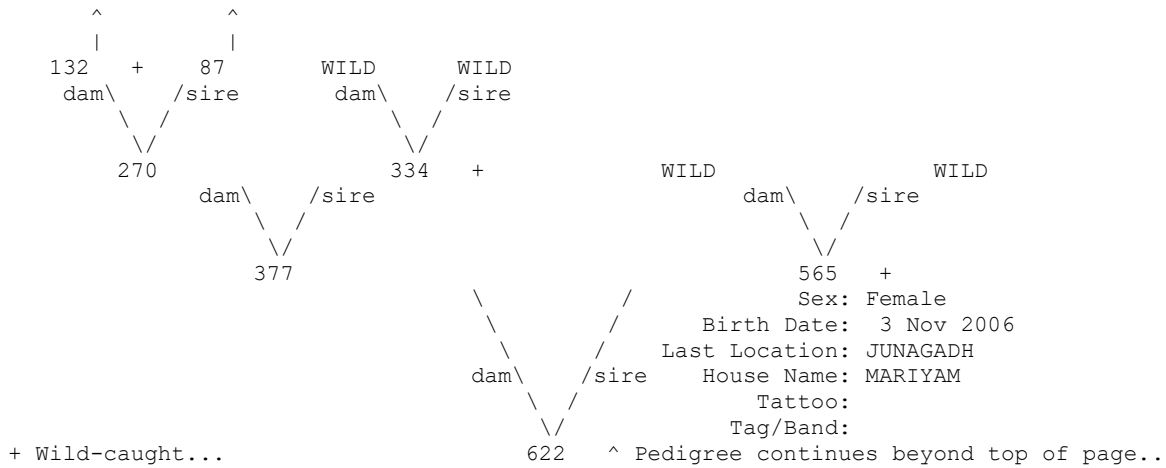 ^ ^
| |
132 + 87 WILD WILD
dam\ /sire dam\ /sire
\ / \ /
\/ \/
270 334 + WILD WILD
dam\ /sire dam\ /sire
\ / \ /
\/ \/
377 565 +
\ / Sex: Female
\ / Birth Date: 3 Nov 2006
\ / Last Location: JUNAGADH
dam\ /sire House Name: MARIYAM
\ / Tattoo:
\/ Tag/Band:
+ Wild-caught... 622 ^ Pedigree continues beyond top of page..